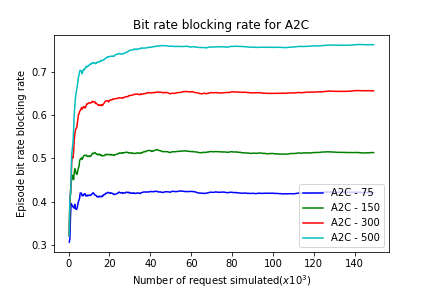 Bit rate blocking rate for A2C
Episode bit rate blocking rate
0.7
0.6
0.5
0.4
0.3
0 20 40 60 80 100 120 140
Number of request simulated(x10³)
A2C - 75
A2C - 150
A2C - 300
A2C - 500